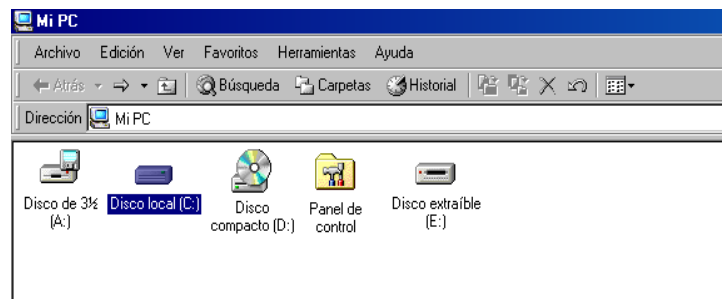 Mi PC
Archivo Edición Ver Favoritos Herramientas Ayuda
Atrás Búsqueda Carpetas Historial
Dirección Mi PC
Disco de 3½ (A:)
Disco local (C:)
Disco compacto (D:)
Panel de control
Disco extraíble (E:)